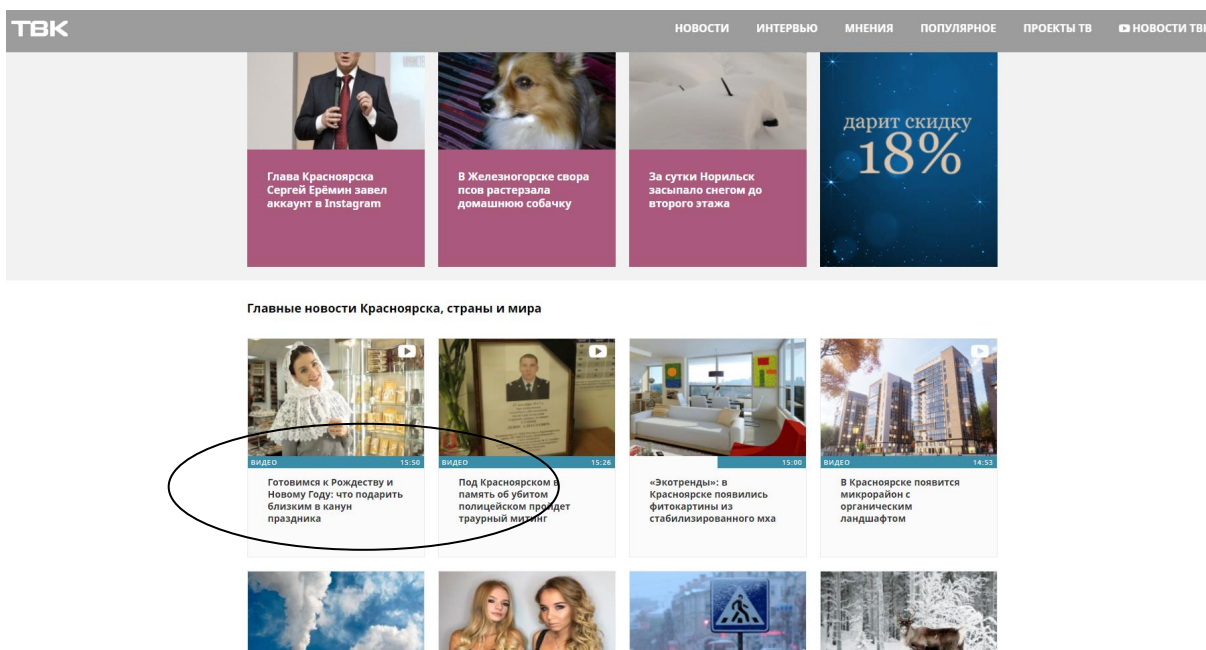 ТВК
НОВОСТИ ИНТЕРВЬЮ МНЕНИЯ ПОПУЛЯРНОЕ ПРОЕКТЫ ТВ НОВОСТИ ТВК
Глава Красноярска
Сергей Ерёмин завел
аккаунт в Instagram
В Железногорске свора
псов растерзала
домашнюю собачку
За сутки Норильск
засыпало снегом до
второго этажа
дарит скидку
18%
Главные новости Красноярска, страны и мира
ВИДЕО 15:50
Готовимся к Рождеству и
Новому Году: что подарить
близким в канун
праздника
ВИДЕО 15:26
Под Красноярском в
память об убитом
полицейском пройдет
траурный митинг
15:00
«Экотренды»: в
Красноярске появились
фитокартины из
стабилизированного мха
ВИДЕО 14:53
В Красноярске появится
микрорайон с
органическим
ландшафтом